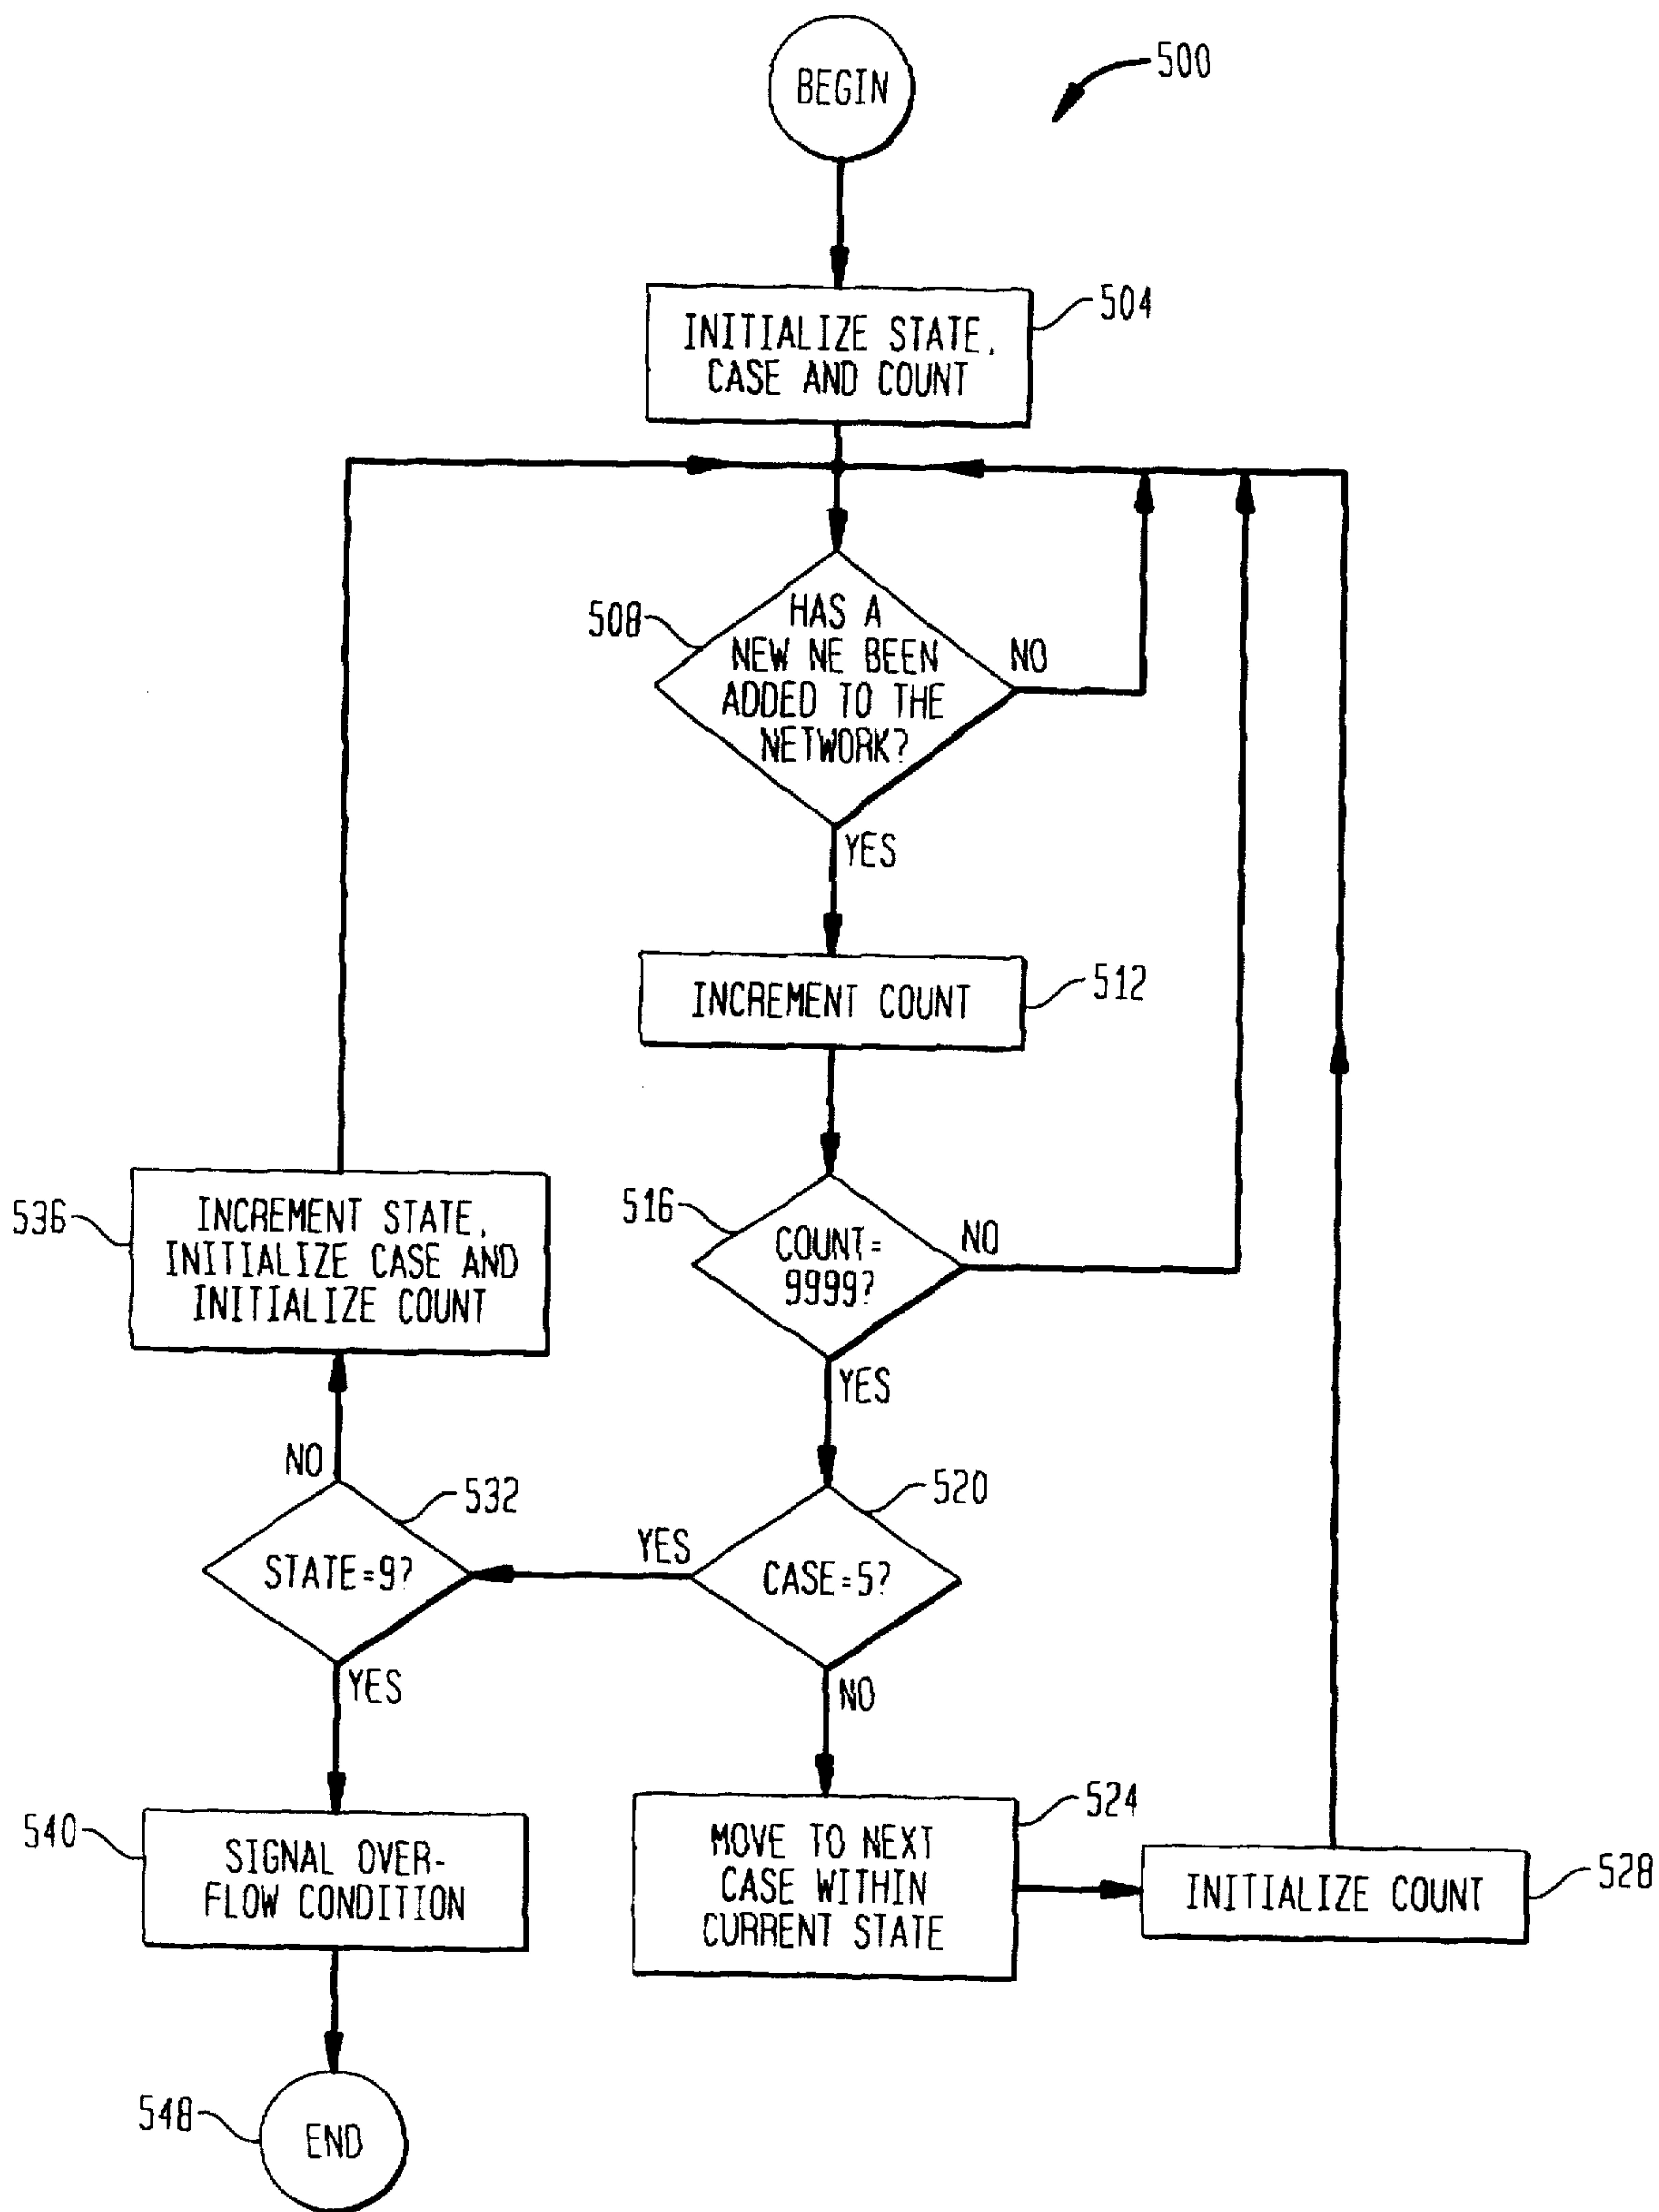 BEGIN
500
INITIALIZE STATE,
CASE AND COUNT
504
HAS A
NEW NE BEEN
ADDED TO THE
NETWORK?
508
NO
YES
INCREMENT COUNT
512
COUNT=
9999?
516
NO
YES
INCREMENT STATE,
INITIALIZE CASE AND
INITIALIZE COUNT
536
NO
STATE=9?
532
YES
CASE=5?
520
YES
NO
SIGNAL OVER-
FLOW CONDITION
540
MOVE TO NEXT
CASE WITHIN
CURRENT STATE
524
INITIALIZE COUNT
528
END
548